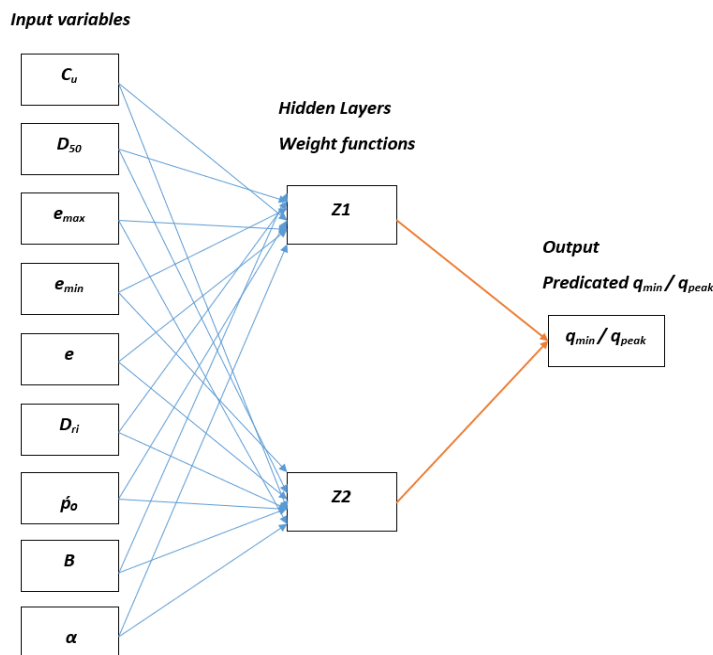 Input variables
Cu
D50
emax
emin
e
Dri
ṕo
B
α
Hidden Layers
Weight functions
Z1
Z2
Output
Predicated qmin / qpeak
qmin / qpeak